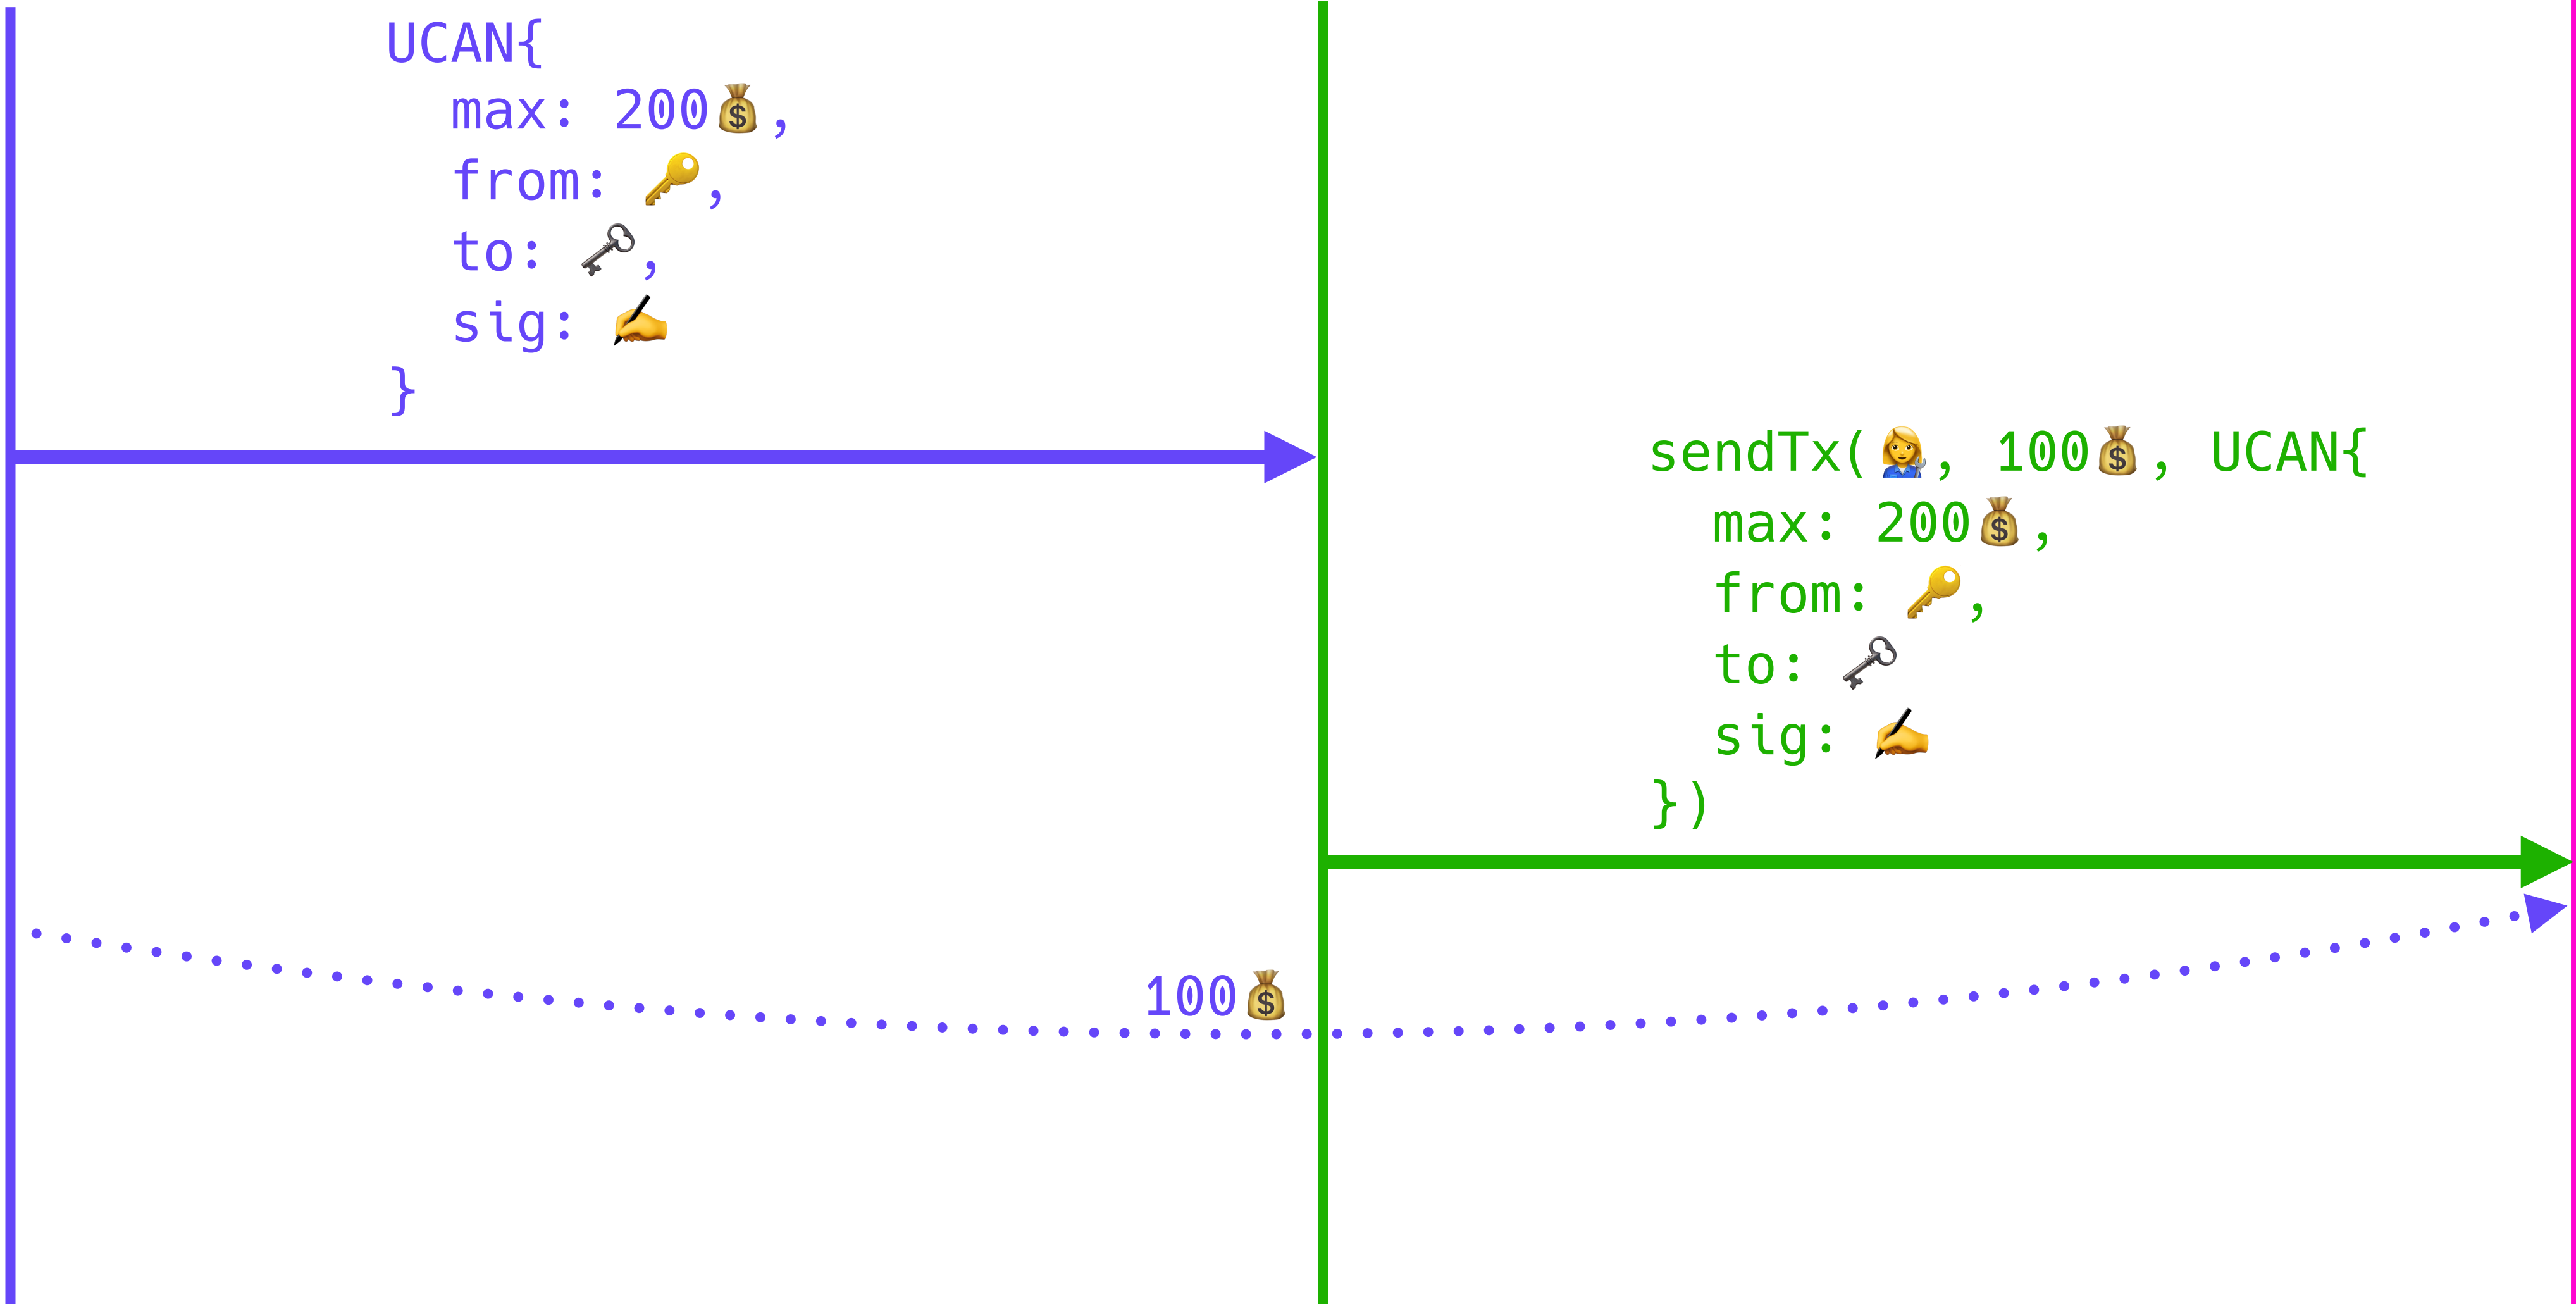 UCAN{
max: 200💰,
from: 🔑,
to: 🗝,
sig: ✍️
}
sendTx(👩‍🔧, 100💰, UCAN{
max: 200💰,
from: 🔑,
to: 🗝
sig: ✍️
})
100💰